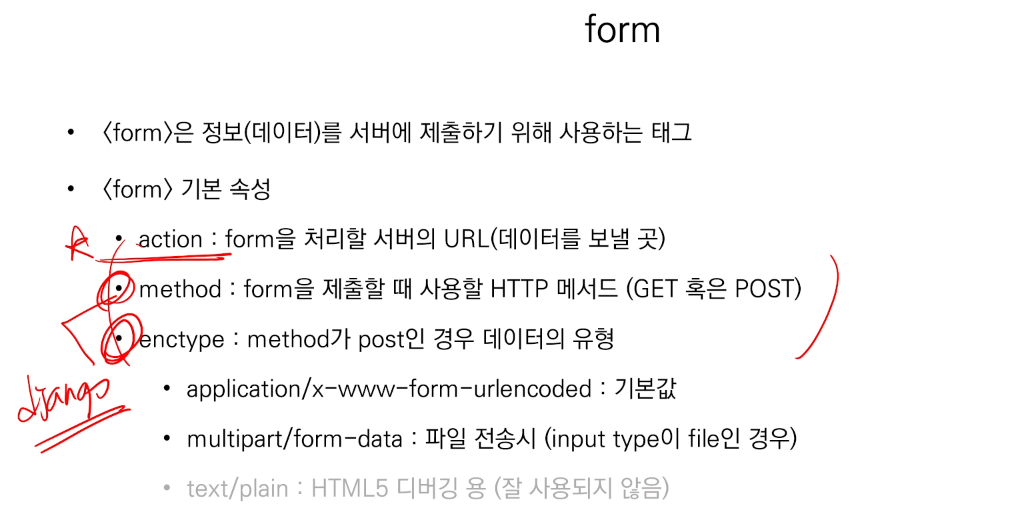 form
• <form>은 정보(데이터)를 서버에 제출하기 위해 사용하는 태그
• <form> 기본 속성
• action : form을 처리할 서버의 URL(데이터를 보낼 곳)
• method : form을 제출할 때 사용할 HTTP 메서드 (GET 혹은 POST)
• enctype : method가 post인 경우 데이터의 유형
django
• application/x-www-form-urlencoded : 기본값
• multipart/form-data : 파일 전송시 (input type이 file인 경우)
• text/plain : HTML5 디버깅 용 (잘 사용되지 않음)